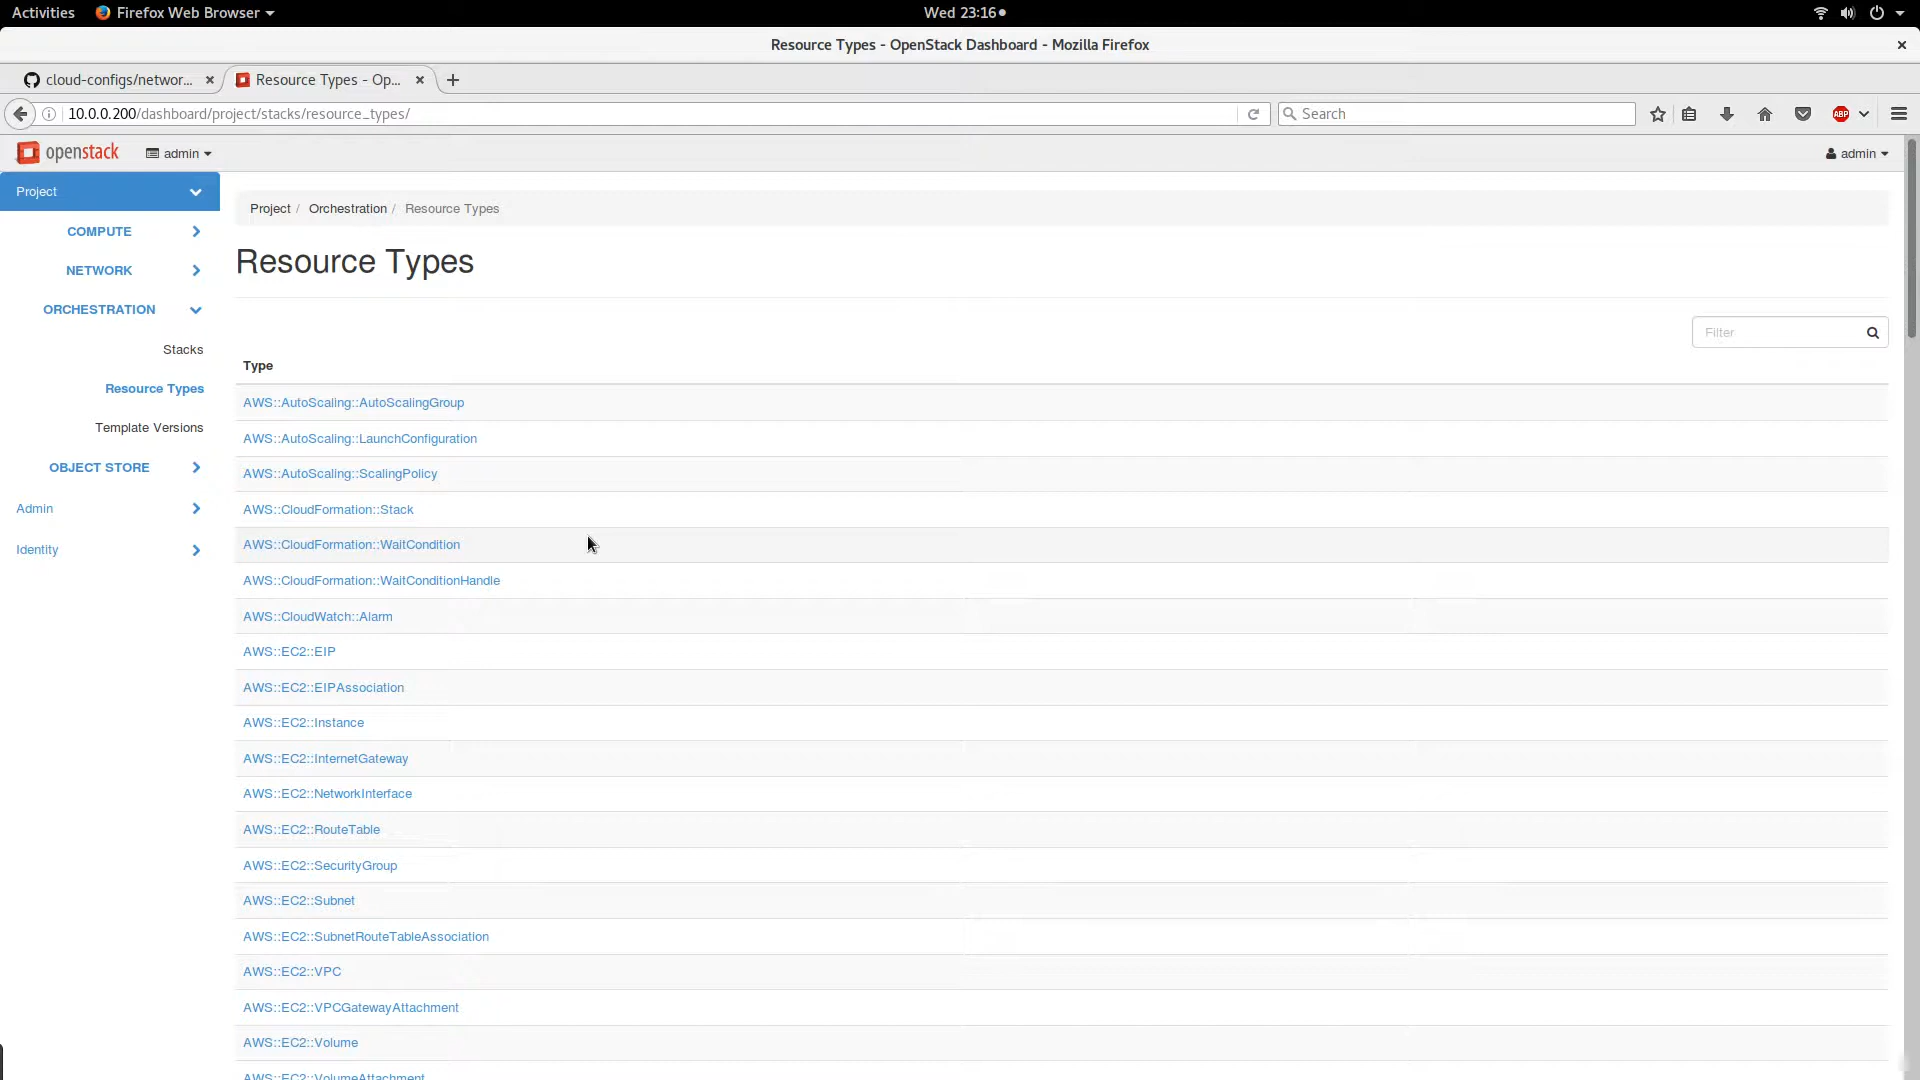 Activities Firefox Web Browser Wed 23:16
Resource Types - OpenStack Dashboard - Mozilla Firefox
cloud-configs/networ... Resource Types - Op...
10.0.0.200/dashboard/project/stacks/resource_types/ Search ABP
openstack admin admin
Project
COMPUTE
NETWORK
ORCHESTRATION
Stacks
Resource Types
Template Versions
OBJECT STORE
Admin
Identity
Project / Orchestration / Resource Types
Resource Types
Filter
Type
AWS::AutoScaling::AutoScalingGroup
AWS::AutoScaling::LaunchConfiguration
AWS::AutoScaling::ScalingPolicy
AWS::CloudFormation::Stack
AWS::CloudFormation::WaitCondition
AWS::CloudFormation::WaitConditionHandle
AWS::CloudWatch::Alarm
AWS::EC2::EIP
AWS::EC2::EIPAssociation
AWS::EC2::Instance
AWS::EC2::InternetGateway
AWS::EC2::NetworkInterface
AWS::EC2::RouteTable
AWS::EC2::SecurityGroup
AWS::EC2::Subnet
AWS::EC2::SubnetRouteTableAssociation
AWS::EC2::VPC
AWS::EC2::VPCGatewayAttachment
AWS::EC2::Volume
AWS::EC2::VolumeAttachment